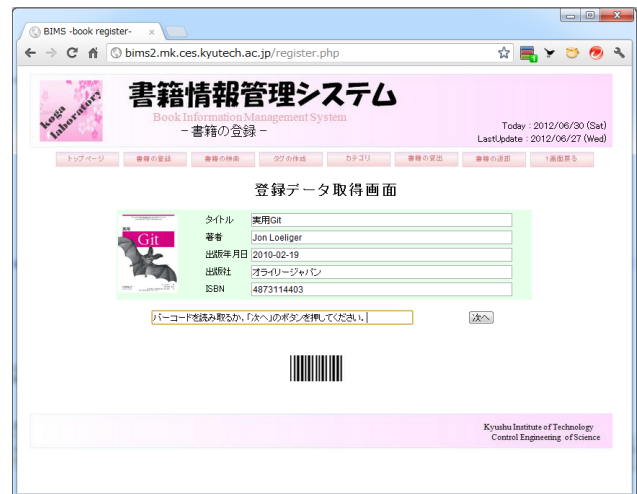 BIMS -book register-
bims2.mk.ces.kyutech.ac.jp/register.php
koga laboratory
書籍情報管理システム
Book Information Management System
－書籍の登録－
Today : 2012/06/30 (Sat)
LastUpdate : 2012/06/27 (Wed)
トップページ 書籍の登録 書籍の検索 タグの作成 カテゴリ 書籍の貸出 書籍の返却 1画面戻る
登録データ取得画面
実用
Git
タイトル 実用Git
著者 Jon Loeliger
出版年月日 2010-02-19
出版社 オライリージャパン
ISBN 4873114403
バーコードを読み取るか、「次へ」のボタンを押してください。 次へ
Kyushu Institute of Technology
Control Engineering of Science